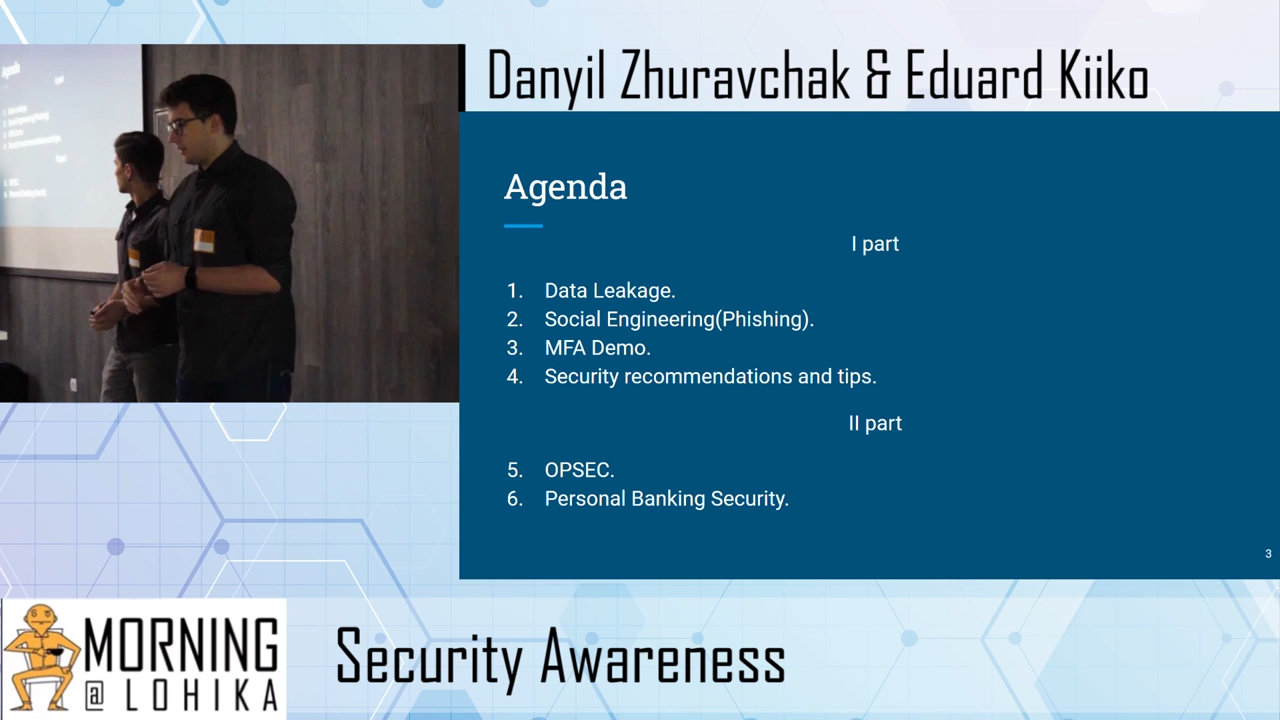 Danyil Zhuravchak & Eduard Kiiko
Agenda
I part
1. Data Leakage.
2. Social Engineering(Phishing).
3. MFA Demo.
4. Security recommendations and tips.
II part
5. OPSEC.
6. Personal Banking Security.
3
MORNING
@ LOHIKA
Security Awareness